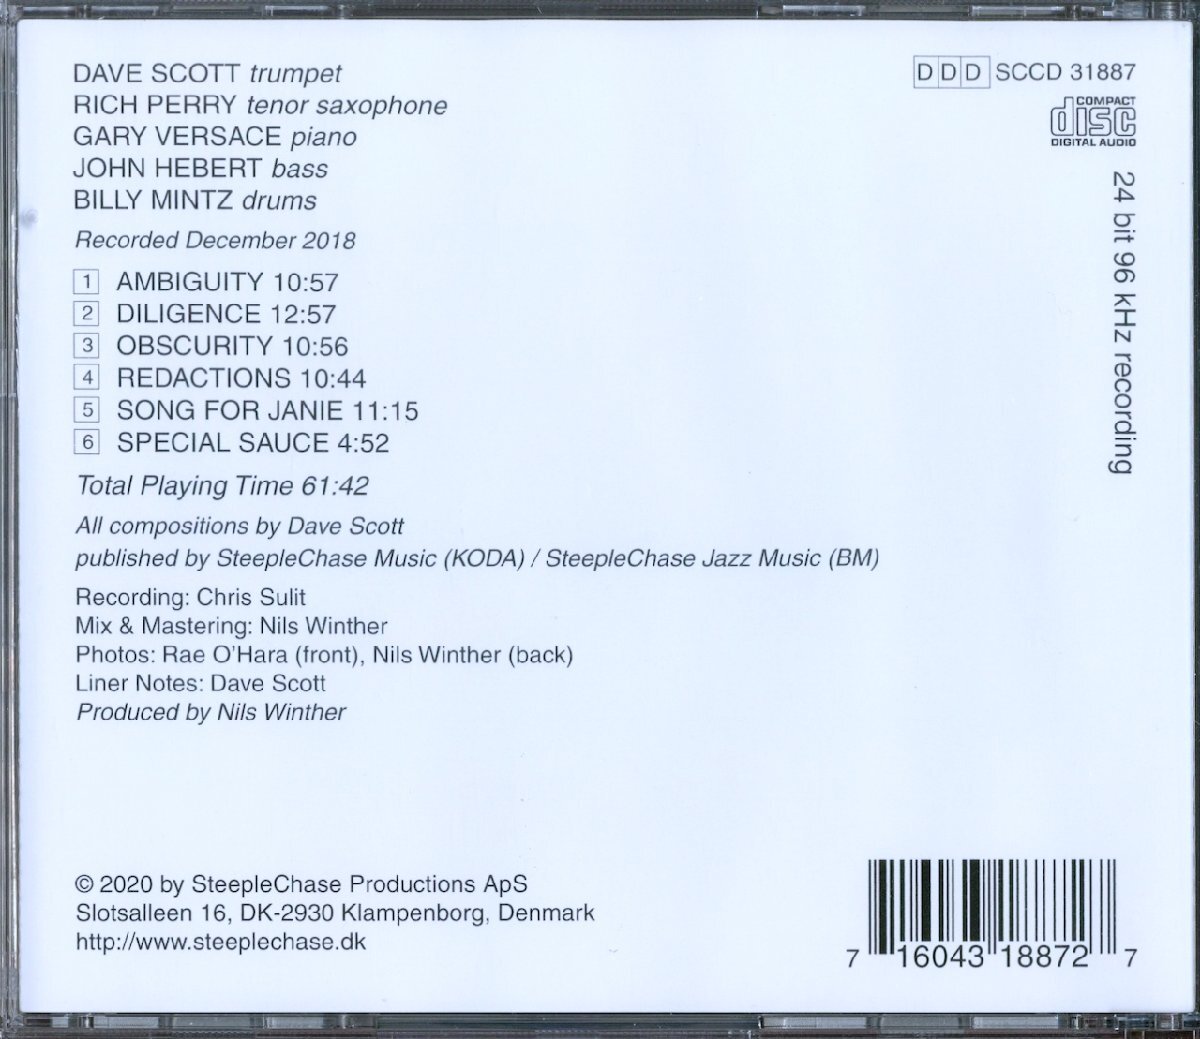 DAVE SCOTT trumpet
RICH PERRY tenor saxophone
GARY VERSACE piano
JOHN HEBERT bass
BILLY MINTZ drums
Recorded December 2018
1 AMBIGUITY 10:57
2 DILIGENCE 12:57
3 OBSCURITY 10:56
4 REDACTIONS 10:44
5 SONG FOR JANIE 11:15
6 SPECIAL SAUCE 4:52
Total Playing Time 61:42
All compositions by Dave Scott
published by SteepleChase Music (KODA) / SteepleChase Jazz Music (BM)
Recording: Chris Sulit
Mix & Mastering: Nils Winther
Photos: Rae O'Hara (front), Nils Winther (back)
Liner Notes: Dave Scott
Produced by Nils Winther
© 2020 by SteepleChase Productions ApS
Slotsalleen 16, DK-2930 Klampenborg, Denmark
http://www.steeplechase.dk
DDD SCCD 31887
COMPACT
disc
DIGITAL AUDIO
24 bit 96 kHz recording
7 16043 18872 7